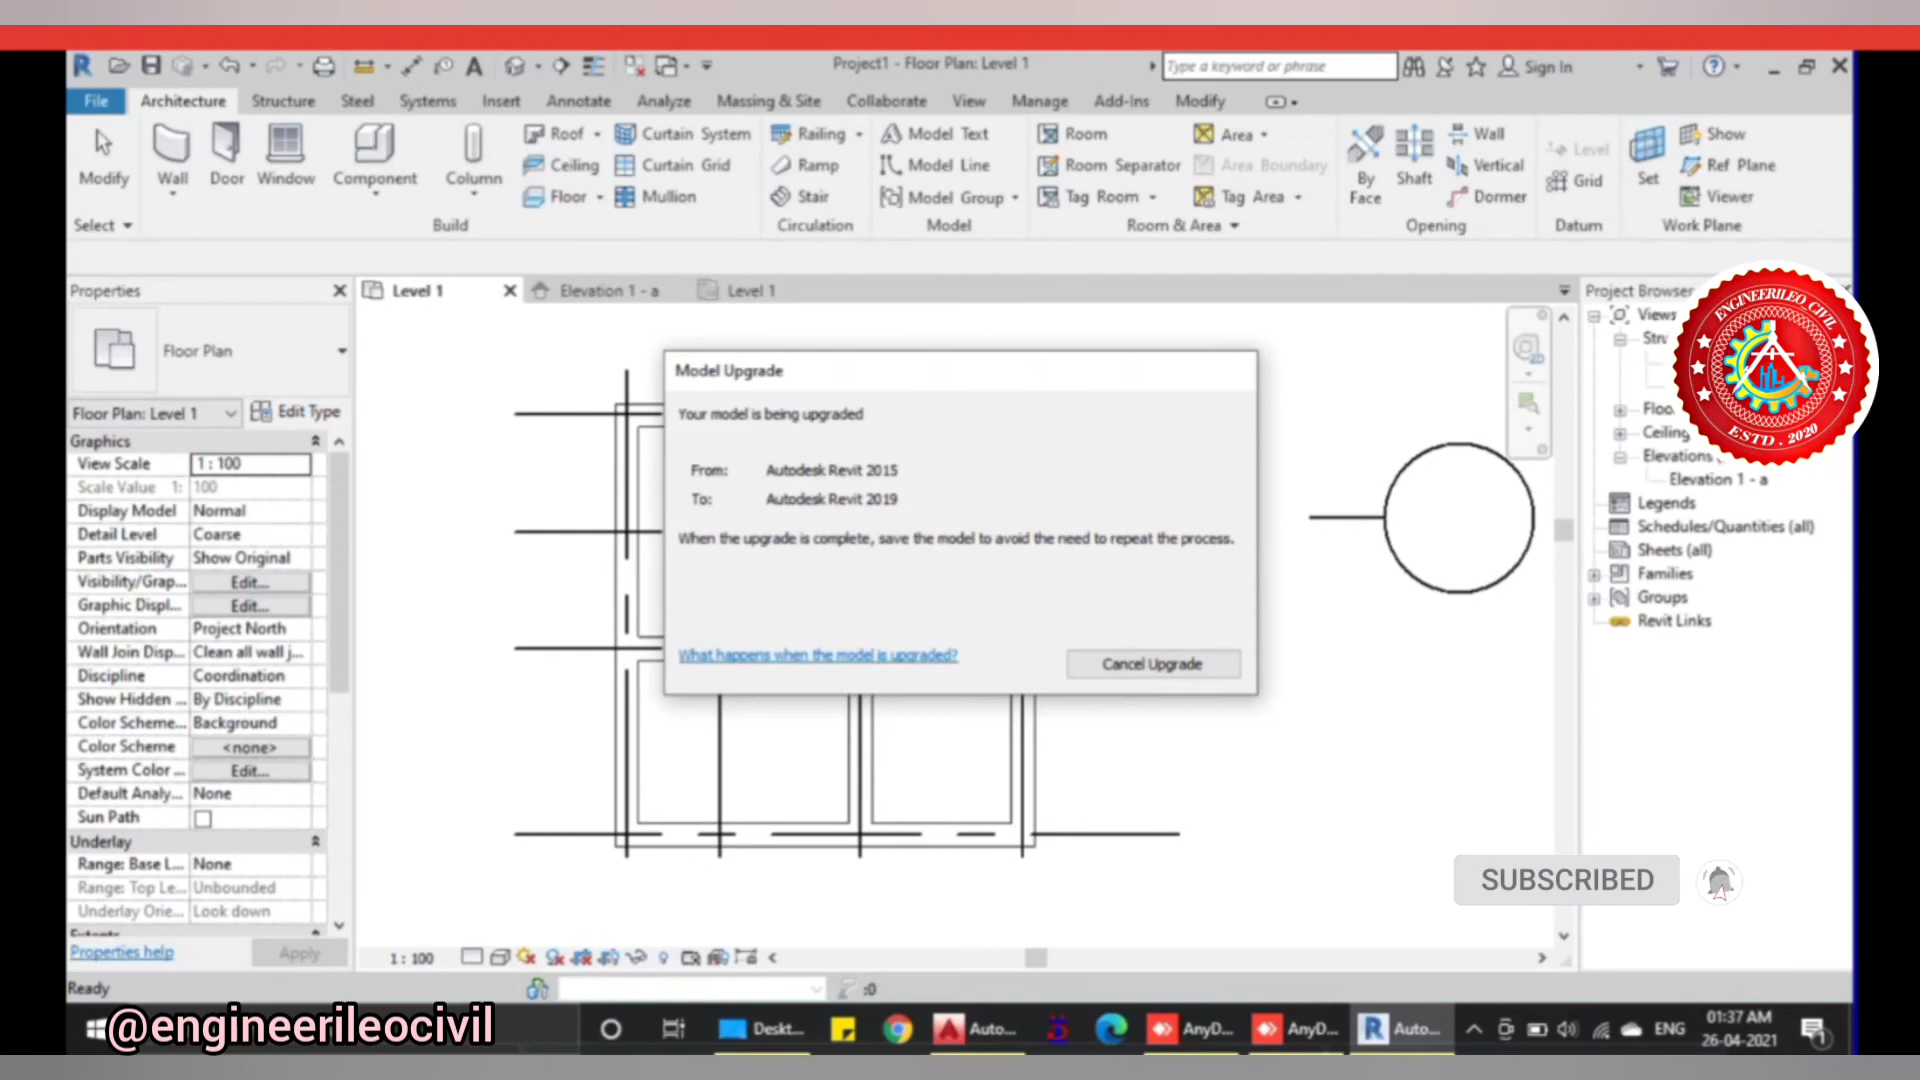 Project1 - Floor Plan: Level 1
Type a keyword or phrase
Sign In
File Architecture Structure Steel Systems Insert Annotate Analyze Massing & Site Collaborate View Manage Add-Ins Modify
Modify
Select
Wall
Door
Window
Component
Column
Roof
Ceiling
Floor
Curtain System
Curtain Grid
Mullion
Build
Railing
Ramp
Stair
Circulation
Model Text
Model Line
Model Group
Model
Room
Room Separator
Tag Room
Area
Area Boundary
Tag Area
Room & Area
By
Face
Shaft
Wall
Vertical
Dormer
Opening
Level
Grid
Datum
Set
Show
Ref Plane
Viewer
Work Plane
Properties
Floor Plan
Floor Plan: Level 1
Edit Type
Graphics
View Scale 1 : 100
Scale Value 1: 100
Display Model Normal
Detail Level Coarse
Parts Visibility Show Original
Visibility/Grap... Edit...
Graphic Displ... Edit...
Orientation Project North
Wall Join Disp... Clean all wall j...
Discipline Coordination
Show Hidden ... By Discipline
Color Scheme... Background
Color Scheme <none>
System Color ... Edit...
Default Analy... None
Sun Path
Underlay
Range: Base L... None
Range: Top Le... Unbounded
Underlay Orie... Look down
Extents
Properties help
Apply
Level 1
Elevation 1 - a
Level 1
Model Upgrade
Your model is being upgraded
From: Autodesk Revit 2015
To: Autodesk Revit 2019
When the upgrade is complete, save the model to avoid the need to repeat the process.
What happens when the model is upgraded?
Cancel Upgrade
Project Browser
Views
Stru
Floo
Ceiling
Elevations (
Elevation 1 - a
Legends
Schedules/Quantities (all)
Sheets (all)
Families
Groups
Revit Links
ENGINEERILEO CIVIL
ESTD . 2020
SUBSCRIBED
1 : 100
Ready
:0
@engineerileocivil
Deskt...
Auto...
AnyD...
AnyD...
Auto...
ENG
01:37 AM
26-04-2021
1